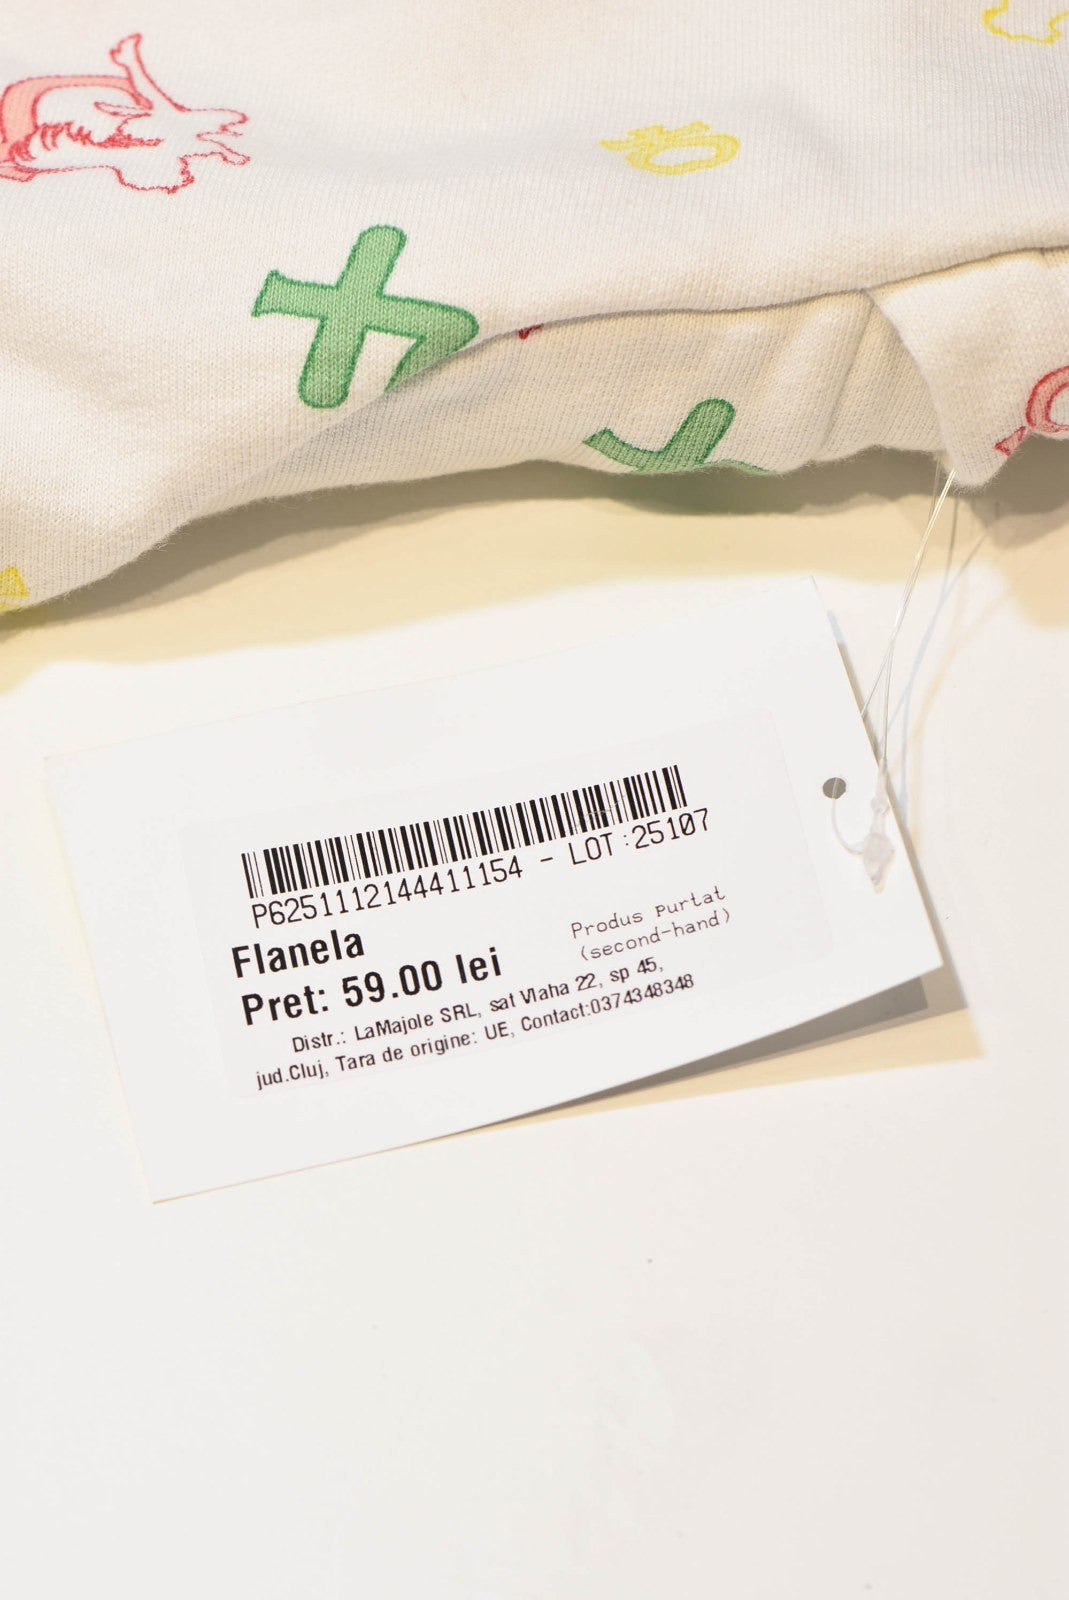 P6251112144411154 - LOT:25107
Flanela
Produs purtat
(second-hand)
Pret: 59.00 lei
Distr.: LaMajole SRL, sat Vlaha 22, sp 45,
jud.Cluj, Tara de origine: UE, Contact:0374348348